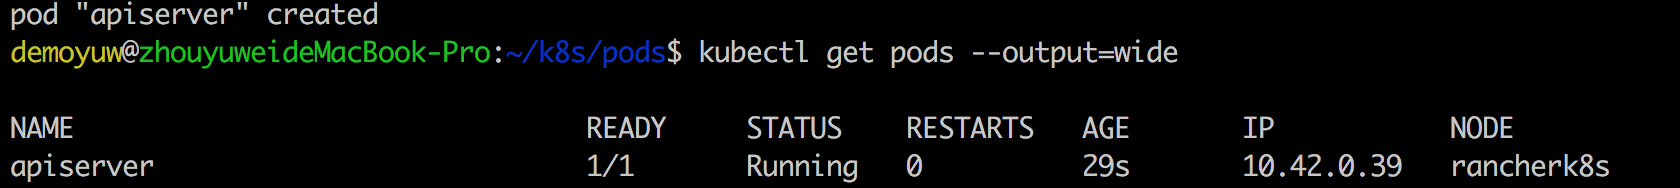 pod "apiserver" created
demoyuw@zhouyuweideMacBook-Pro:~/k8s/pods$ kubectl get pods --output=wide
NAME READY STATUS RESTARTS AGE IP NODE
apiserver 1/1 Running 0 29s 10.42.0.39 rancherk8s